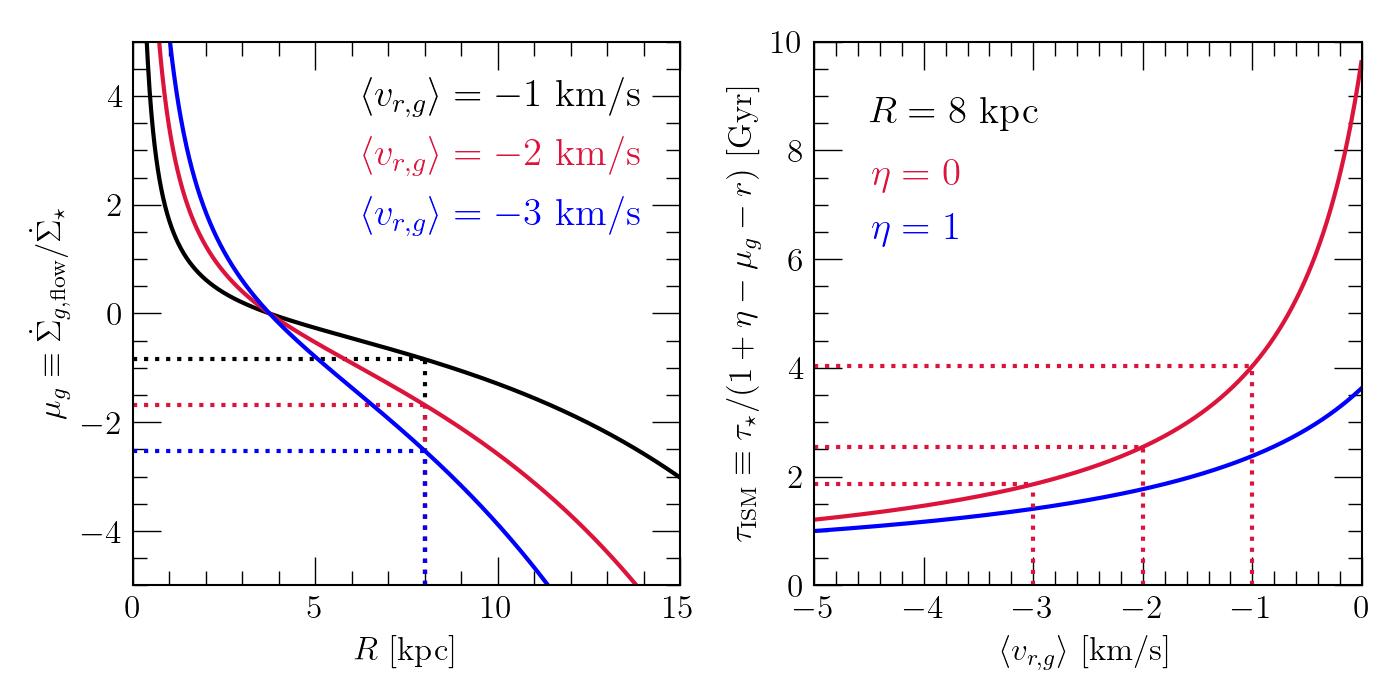 μ_g ≡ Σ̇_{g,flow}/Σ̇_⋆
4
2
0
−2
−4
⟨v_{r,g}⟩ = −1 km/s
⟨v_{r,g}⟩ = −2 km/s
⟨v_{r,g}⟩ = −3 km/s
0 5 10 15
R [kpc]
τ_{ISM} ≡ τ_⋆/(1 + η − μ_g − r) [Gyr]
10
8
6
4
2
0
R = 8 kpc
η = 0
η = 1
−5 −4 −3 −2 −1 0
⟨v_{r,g}⟩ [km/s]